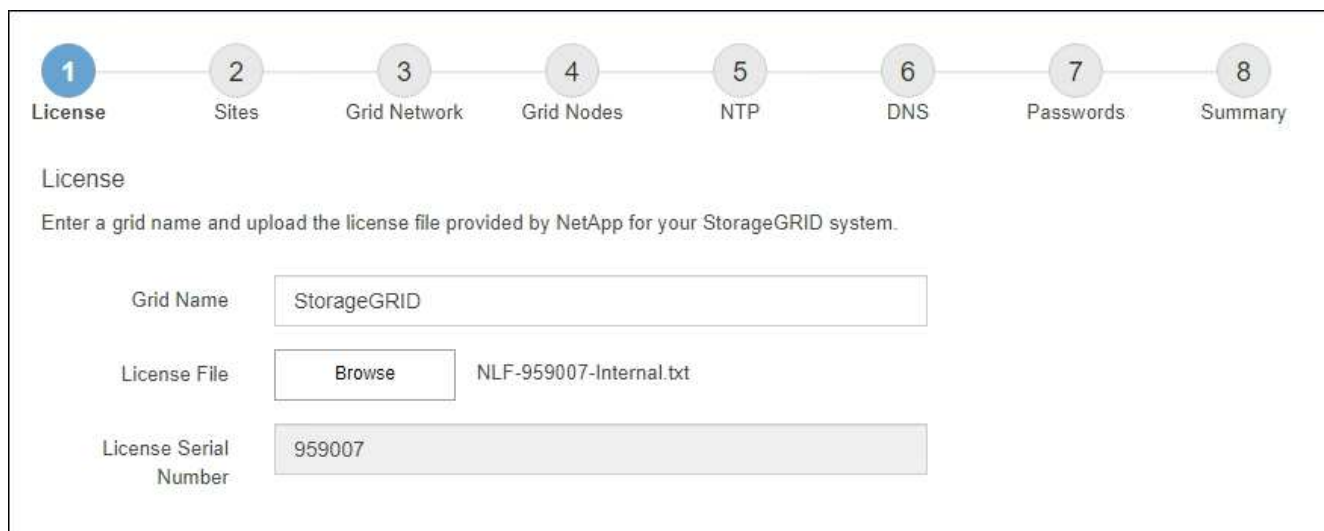 1 2 3 4 5 6 7 8
License Sites Grid Network Grid Nodes NTP DNS Passwords Summary
License
Enter a grid name and upload the license file provided by NetApp for your StorageGRID system.
Grid Name StorageGRID
License File Browse NLF-959007-Internal.txt
License Serial 959007
Number